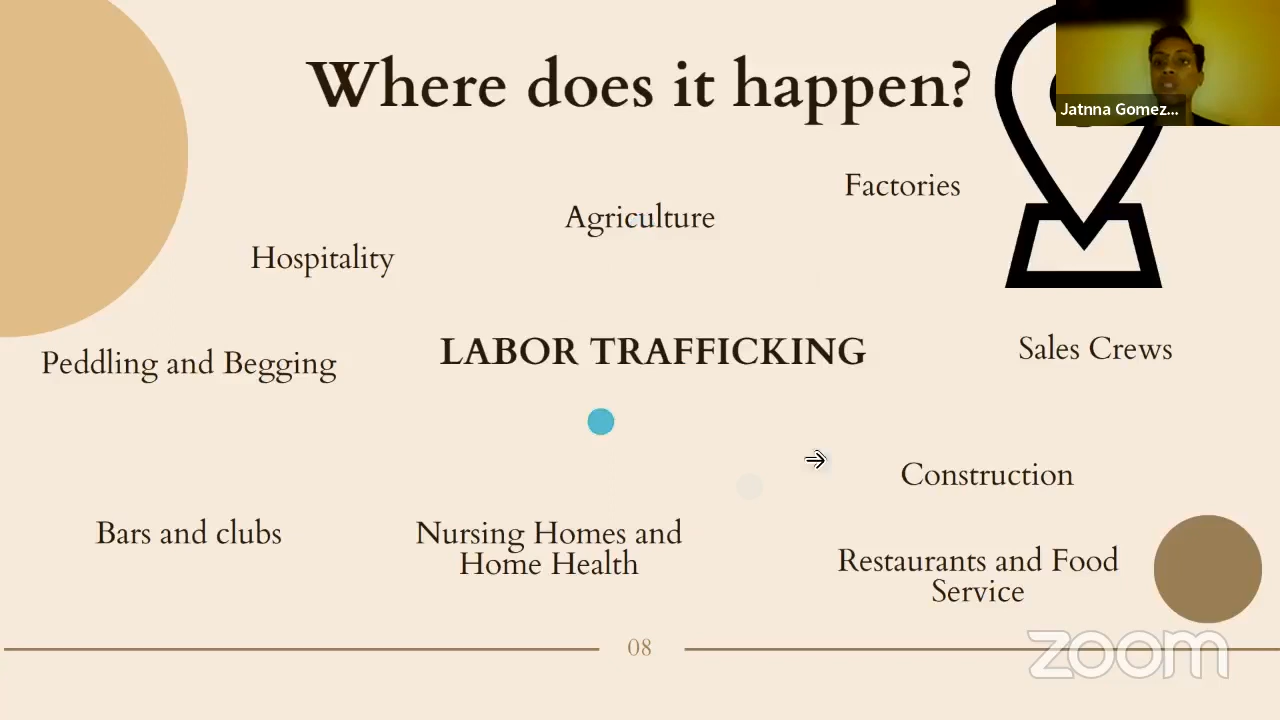 Where does it happen?
Jatnna Gomez...
Factories
Agriculture
Hospitality
LABOR TRAFFICKING
Sales Crews
Peddling and Begging
Construction
Bars and clubs
Nursing Homes and
Home Health
Restaurants and Food
Service
08
zoom